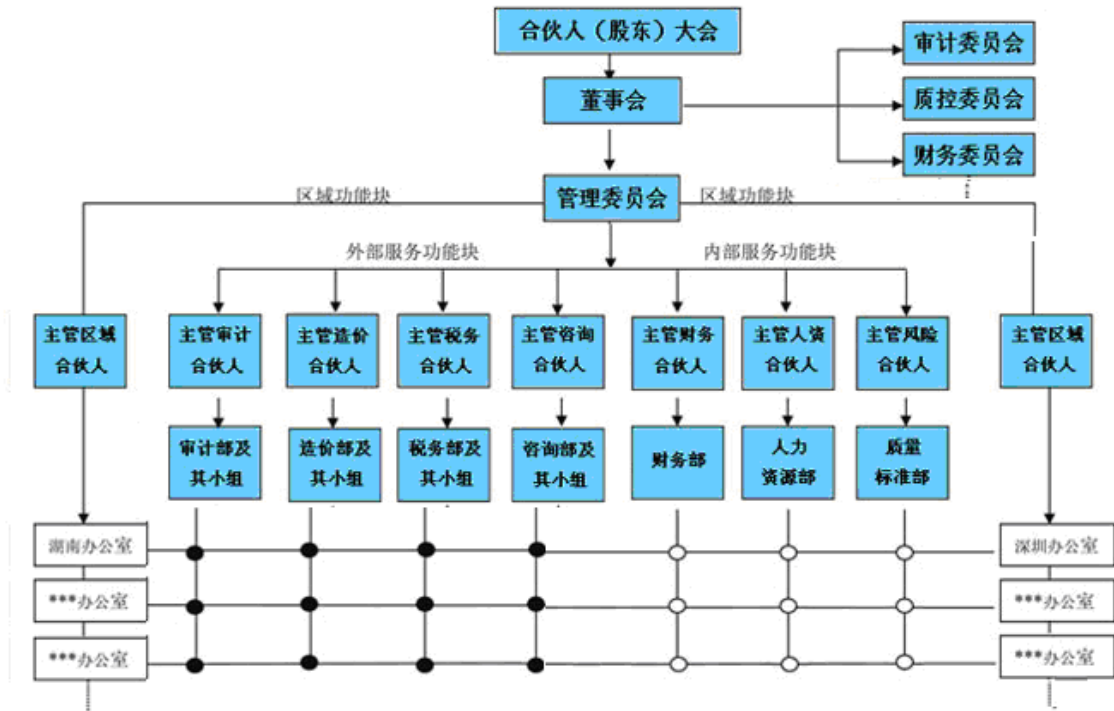 合伙人（股东）大会
审计委员会
董事会
质控委员会
财务委员会
区域功能块
管理委员会
区域功能块
外部服务功能块
内部服务功能块
主管区域
合伙人
主管审计
合伙人
主管造价
合伙人
主管税务
合伙人
主管咨询
合伙人
主管财务
合伙人
主管人资
合伙人
主管风险
合伙人
主管区域
合伙人
审计部及
其小组
造价部及
其小组
税务部及
其小组
咨询部及
其小组
财务部
人力
资源部
质量
标准部
湖南办公室
深圳办公室
***办公室
***办公室
***办公室
***办公室